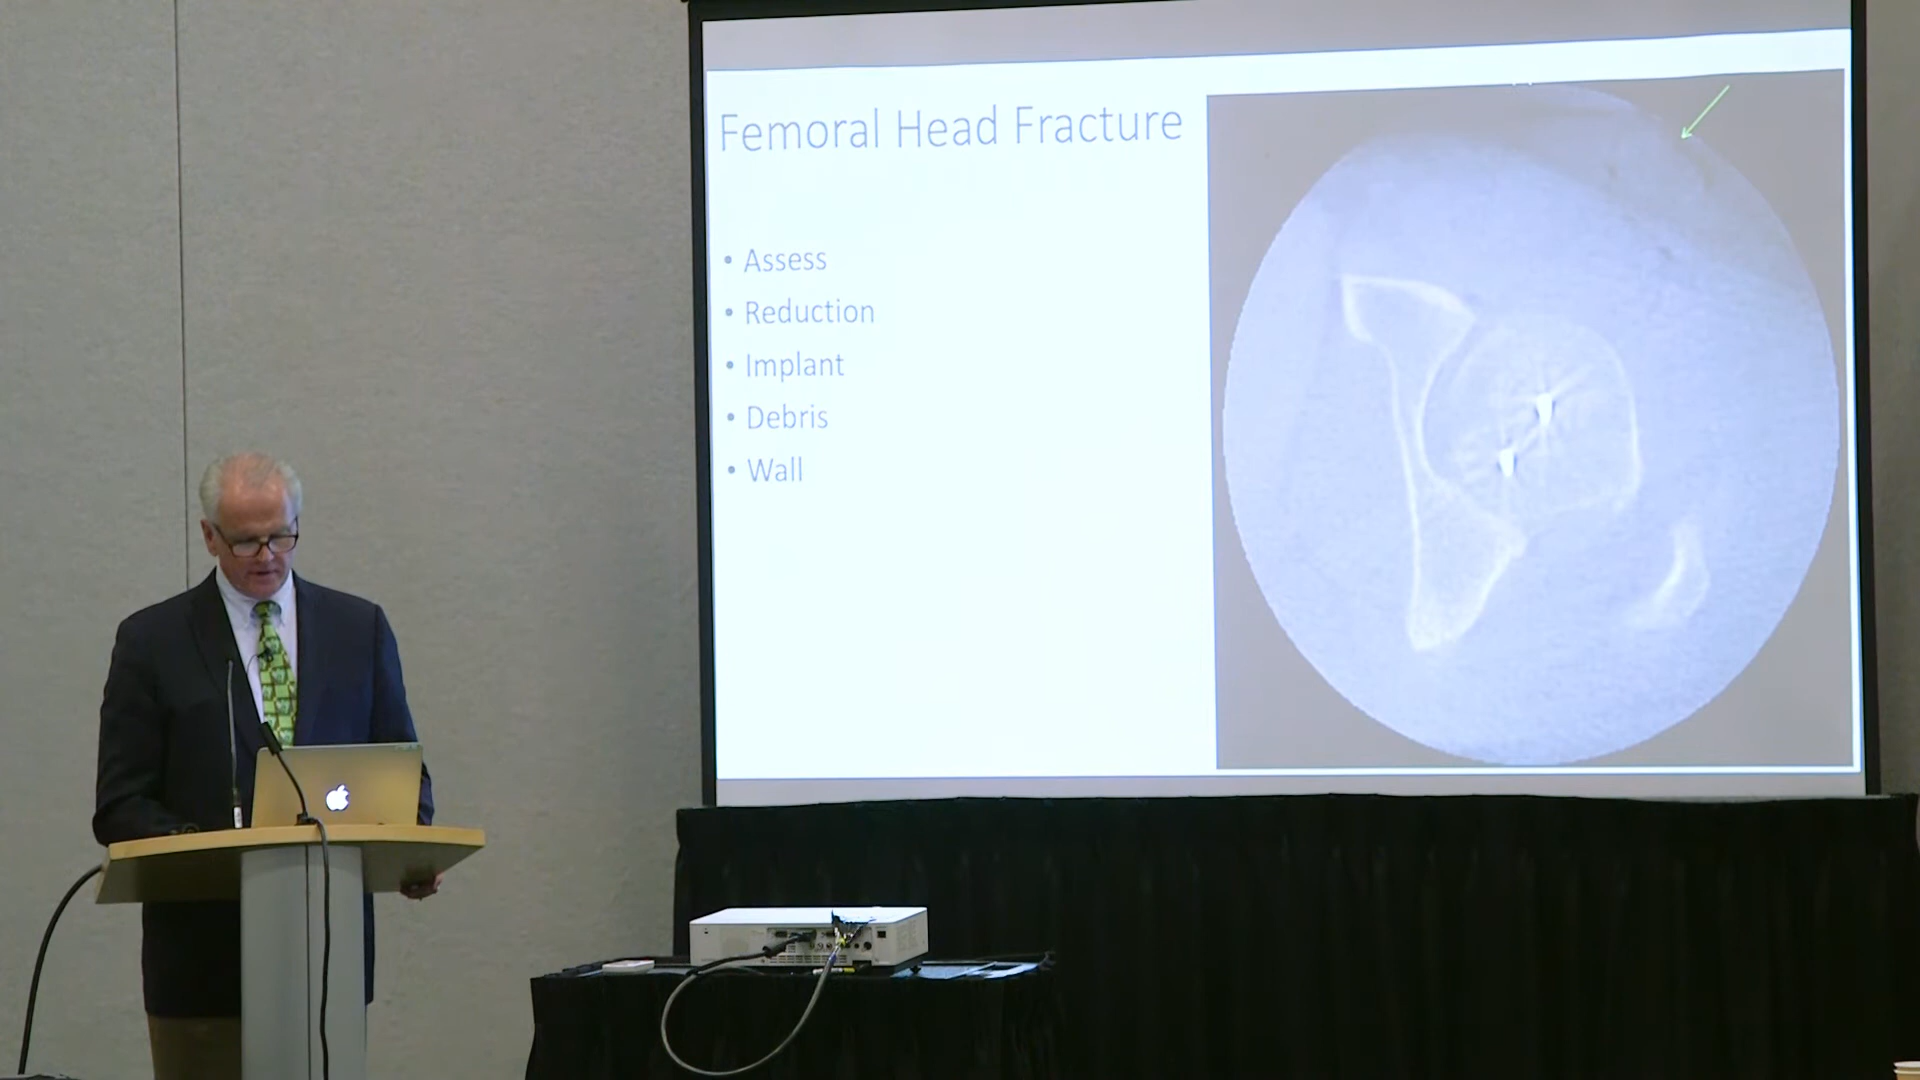 Femoral Head Fracture
• Assess
• Reduction
• Implant
• Debris
• Wall